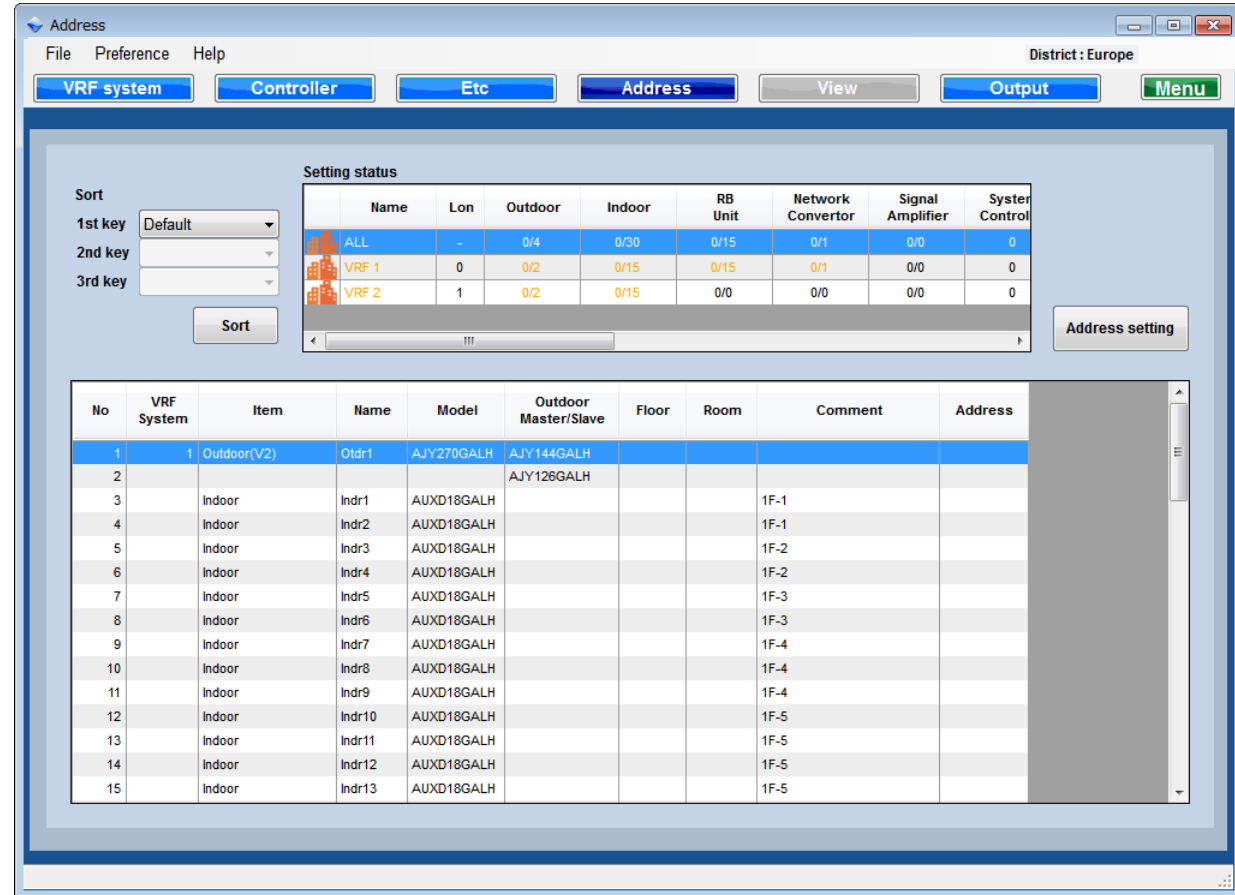 Address
File Preference Help District : Europe
VRF system Controller Etc Address View Output Menu
Setting status
Sort
1st key Default
2nd key
3rd key
Sort
Name Lon Outdoor Indoor RB Unit Network Convertor Signal Amplifier Syster Control
ALL - 0/4 0/30 0/15 0/1 0/0 0
VRF 1 0 0/2 0/15 0/15 0/1 0/0 0
VRF 2 1 0/2 0/15 0/0 0/0 0/0 0
Address setting
No VRF System Item Name Model Outdoor Master/Slave Floor Room Comment Address
1 1 Outdoor(V2) Otdr1 AJY270GALH AJY144GALH
2 AJY126GALH
3 Indoor Indr1 AUXD18GALH 1F-1
4 Indoor Indr2 AUXD18GALH 1F-1
5 Indoor Indr3 AUXD18GALH 1F-2
6 Indoor Indr4 AUXD18GALH 1F-2
7 Indoor Indr5 AUXD18GALH 1F-3
8 Indoor Indr6 AUXD18GALH 1F-3
9 Indoor Indr7 AUXD18GALH 1F-4
10 Indoor Indr8 AUXD18GALH 1F-4
11 Indoor Indr9 AUXD18GALH 1F-4
12 Indoor Indr10 AUXD18GALH 1F-5
13 Indoor Indr11 AUXD18GALH 1F-5
14 Indoor Indr12 AUXD18GALH 1F-5
15 Indoor Indr13 AUXD18GALH 1F-5